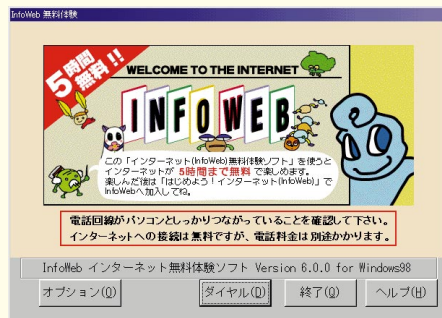 InfoWeb 無料体験
5時間
無料!!
WELCOME TO THE INTERNET
INFOWEB
この「インターネット(InfoWeb)無料体験ソフト」を使うと
インターネットが 5時間まで無料 で楽しめます。
楽しんだ後は「はじめよう！インターネット(InfoWeb)」で
InfoWebへ加入してね。
電話回線がパソコンとしっかりつながっていることを確認して下さい。
インターネットへの接続は無料ですが、電話料金は別途かかります。
InfoWeb インターネット無料体験ソフト Version 6.0.0 for Windows98
オプション(O) ダイヤル(D) 終了(Q) ヘルプ(H)